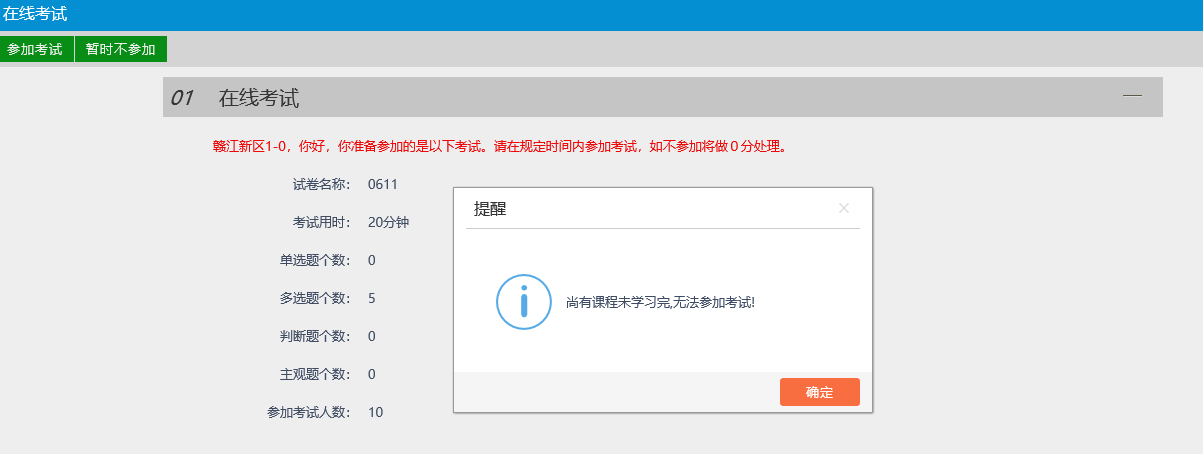 在线考试
参加考试 暂时不参加
01 在线考试
赣江新区1-0，你好，你准备参加的是以下考试。请在规定时间内参加考试，如不参加将做０分处理。
试卷名称： 0611
考试用时： 20分钟
单选题个数： 0
多选题个数： 5
判断题个数： 0
主观题个数： 0
参加考试人数： 10
提醒
尚有课程未学习完,无法参加考试!
确定